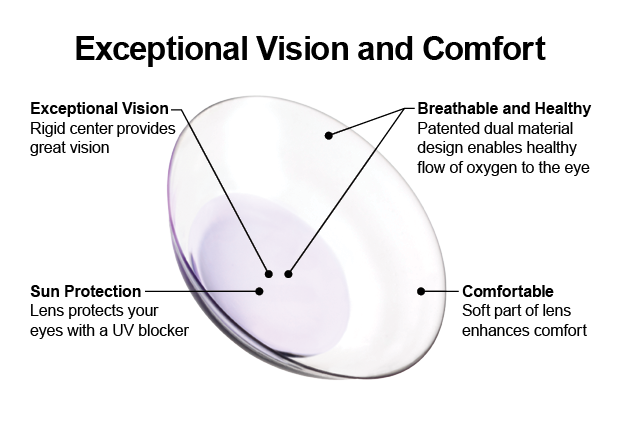 Exceptional Vision and Comfort
Exceptional Vision
Rigid center provides
great vision
Breathable and Healthy
Patented dual material
design enables healthy
flow of oxygen to the eye
Sun Protection
Lens protects your
eyes with a UV blocker
Comfortable
Soft part of lens
enhances comfort